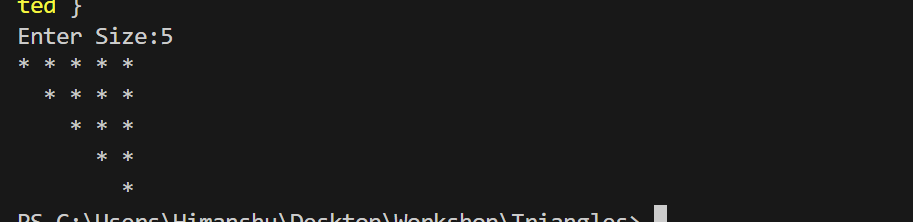 ted }
Enter Size:5
* * * * *
  * * * *
    * * *
      * *
        *
PS C:\Users\Himanshu\Desktop\Workshop\Triangles>